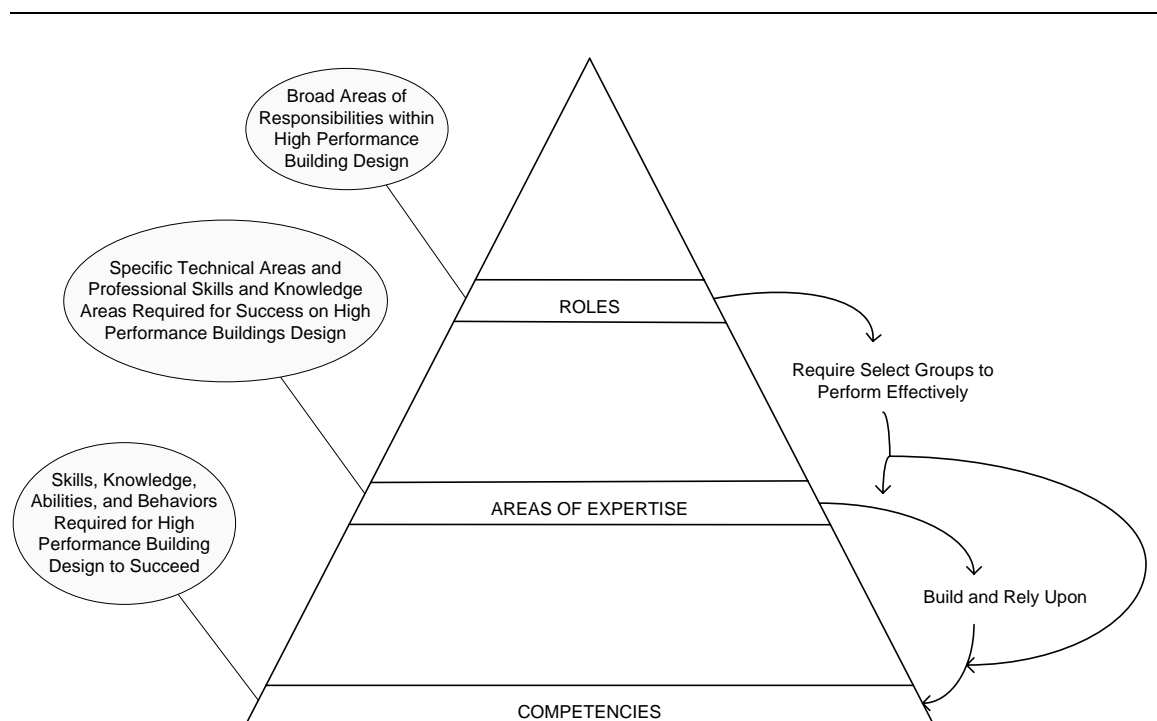 Broad Areas of
Responsibilities within
High Performance
Building Design
Specific Technical Areas and
Professional Skills and Knowledge
Areas Required for Success on High
Performance Buildings Design
ROLES
Require Select Groups to
Perform Effectively
Skills, Knowledge,
Abilities, and Behaviors
Required for High
Performance Building
Design to Succeed
AREAS OF EXPERTISE
Build and Rely Upon
COMPETENCIES